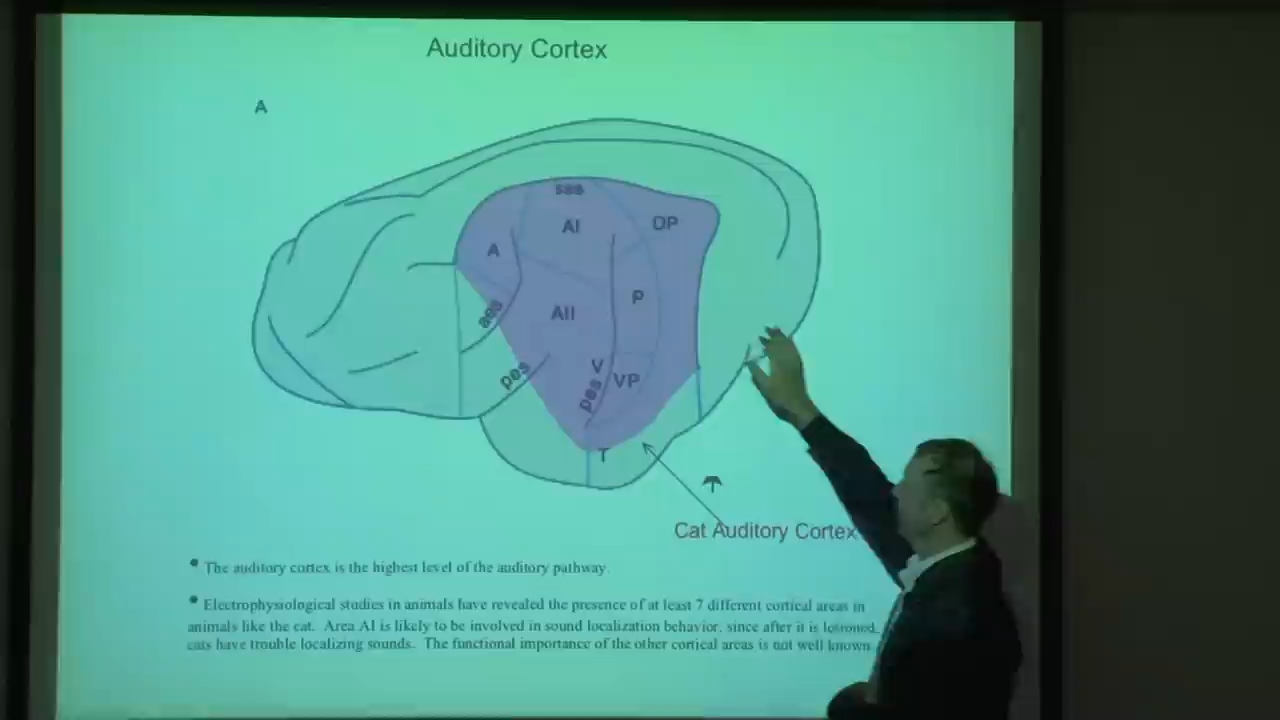 Auditory Cortex
A
sss
AI
DP
A
P
aes
AII
V
VP
pes
pes
T
Cat Auditory Cortex
• The auditory cortex is the highest level of the auditory pathway.
• Electrophysiological studies in animals have revealed the presence of at least 7 different cortical areas in
animals like the cat. Area AI is likely to be involved in sound localization behavior, since after it is lesioned,
cats have trouble localizing sounds. The functional importance of the other cortical areas is not well known